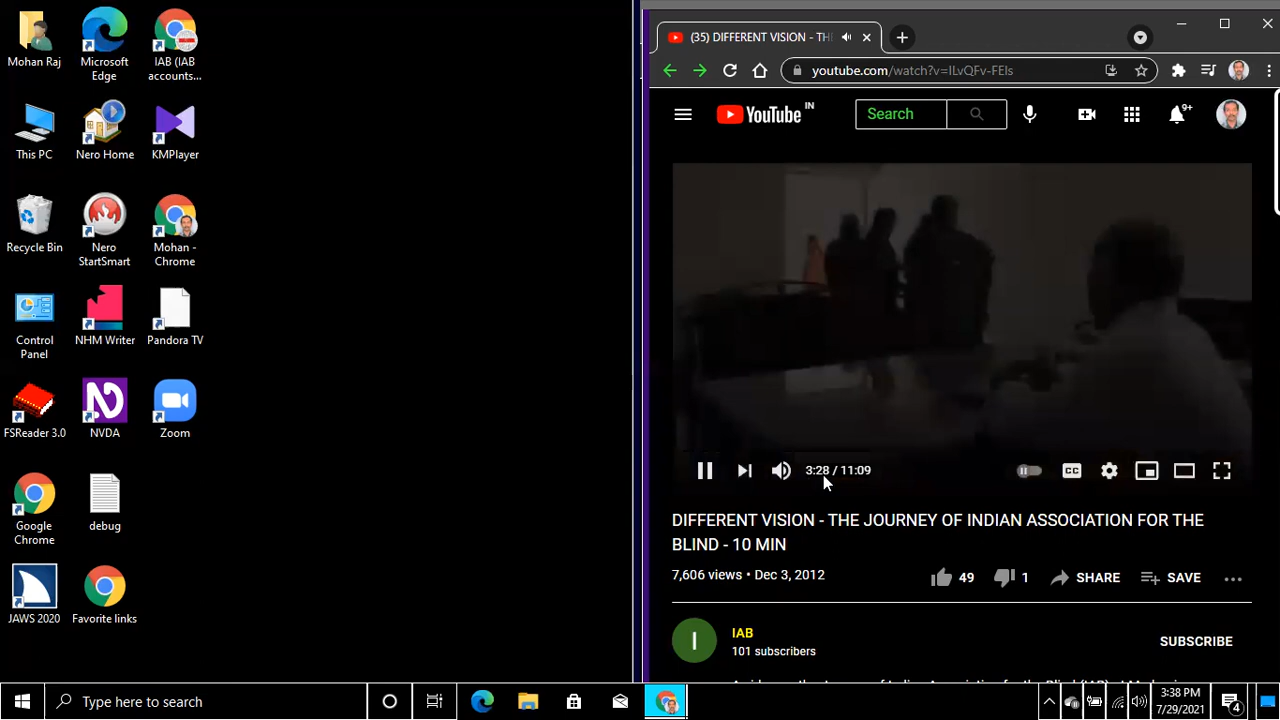 Mohan Raj
Microsoft
Edge
IAB (IAB
accounts...
This PC
Nero Home
KMPlayer
Recycle Bin
Nero
StartSmart
Mohan -
Chrome
Control
Panel
NHM Writer
Pandora TV
FSReader 3.0
NVDA
Zoom
Google
Chrome
debug
JAWS 2020
Favorite links
(35) DIFFERENT VISION - TH
youtube.com/watch?v=ILvQFv-FEIs
YouTube IN
Search
9+
3:28 / 11:09
CC
DIFFERENT VISION - THE JOURNEY OF INDIAN ASSOCIATION FOR THE
BLIND - 10 MIN
7,606 views • Dec 3, 2012
49
1
SHARE
SAVE
I
IAB
101 subscribers
SUBSCRIBE
Type here to search
3:38 PM
7/29/2021
4